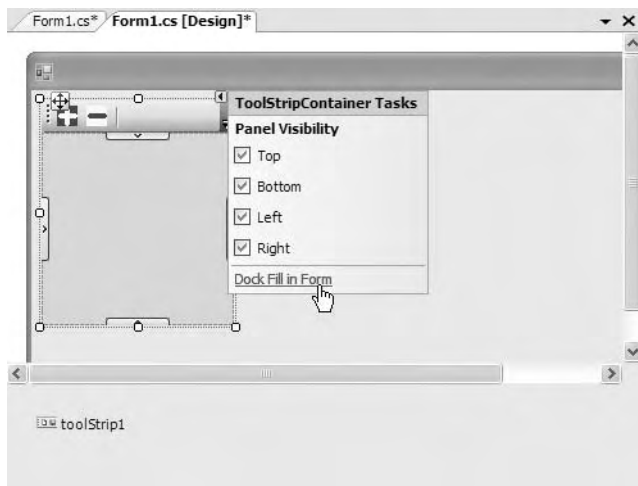 Form1.cs* Form1.cs [Design]*
ToolStripContainer Tasks
Panel Visibility
Top
Bottom
Left
Right
Dock Fill in Form
toolStrip1